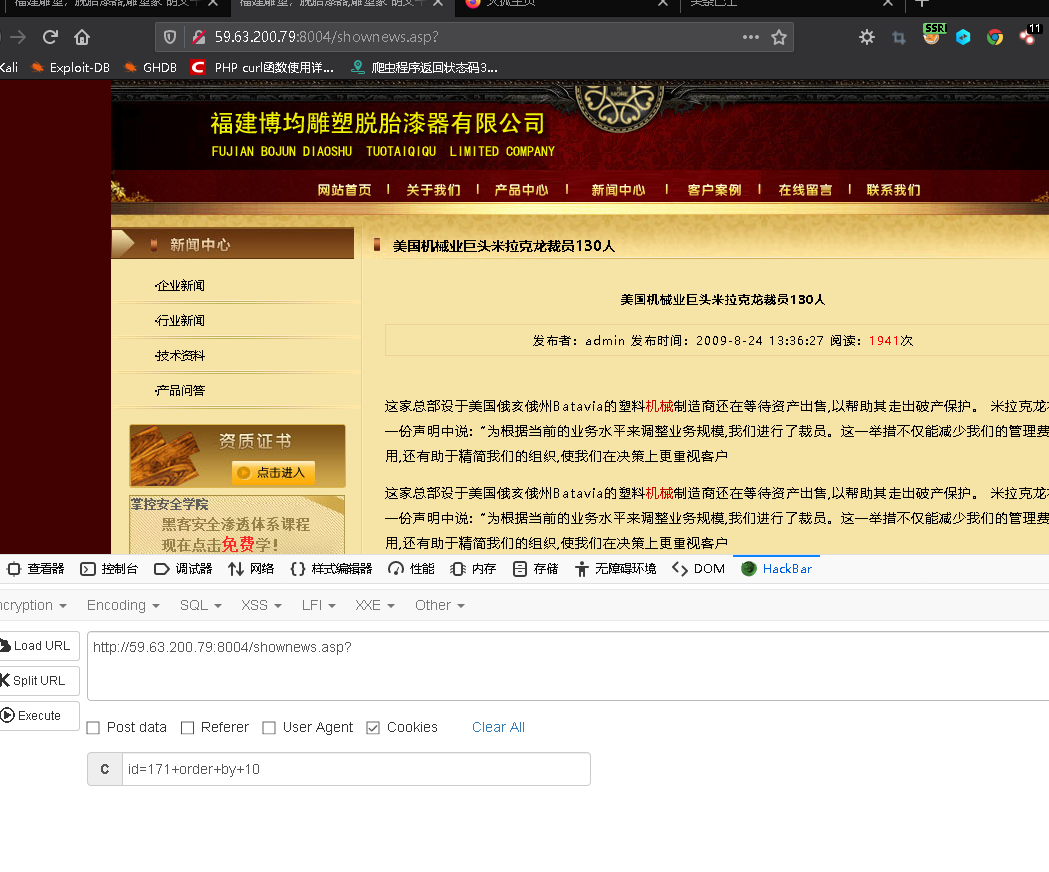 福建雕塑，脱胎漆器,雕塑家 胡文
福建雕塑，脱胎漆器,雕塑家 胡文
火狐主页
59.63.200.79:8004/shownews.asp?
SSR
11
Kali
Exploit-DB
GHDB
PHP curl函数使用详...
爬虫程序返回状态码3...
IS
MORE
福建博均雕塑脱胎漆器有限公司
FUJIAN BOJUN DIAOSHU TUOTAIQIQU LIMITED COMPANY
网站首页 | 关于我们 | 产品中心 | 新闻中心 | 客户案例 | 在线留言 | 联系我们
新闻中心
·企业新闻
·行业新闻
·技术资料
·产品问答
资质证书
点击进入
掌控安全学院
黑客安全渗透体系课程
现在点击免费学！
美国机械业巨头米拉克龙裁员130人
美国机械业巨头米拉克龙裁员130人
发布者：admin 发布时间：2009-8-24 13:36:27 阅读：1941次
这家总部设于美国俄亥俄州Batavia的塑料机械制造商还在等待资产出售,以帮助其走出破产保护。 米拉克龙
一份声明中说: “为根据当前的业务水平来调整业务规模,我们进行了裁员。这一举措不仅能减少我们的管理费
用,还有助于精简我们的组织,使我们在决策上更重视客户
这家总部设于美国俄亥俄州Batavia的塑料机械制造商还在等待资产出售,以帮助其走出破产保护。 米拉克龙
一份声明中说: “为根据当前的业务水平来调整业务规模,我们进行了裁员。这一举措不仅能减少我们的管理费
用,还有助于精简我们的组织,使我们在决策上更重视客户
查看器 控制台 调试器 网络 样式编辑器 性能 内存 存储 无障碍环境 DOM HackBar
ncryption Encoding SQL XSS LFI XXE Other
Load URL
http://59.63.200.79:8004/shownews.asp?
Split URL
Execute
Post data Referer User Agent Cookies Clear All
C id=171+order+by+10